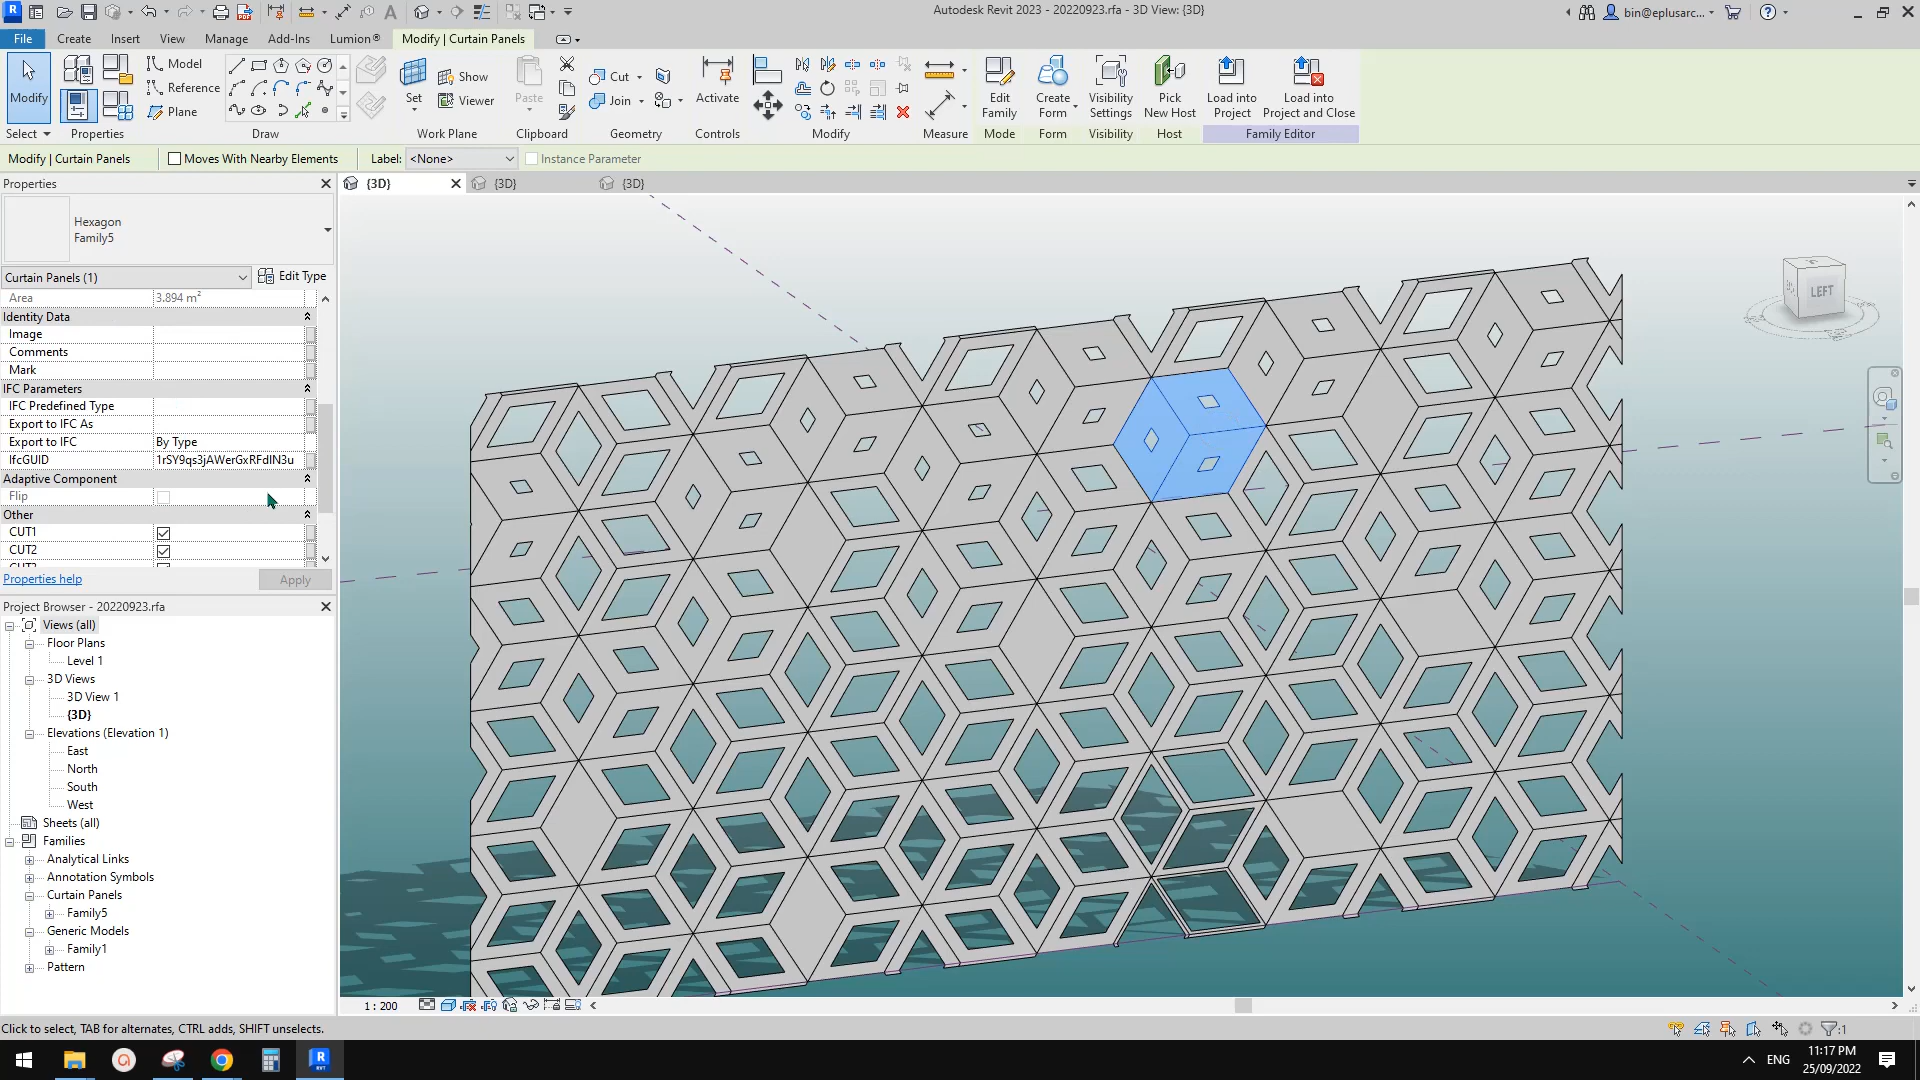 Autodesk Revit 2023 - 20220923.rfa - 3D View: {3D}
bin@eplusarc...
File
Create
Insert
View
Manage
Add-Ins
Lumion®
Modify | Curtain Panels
Modify
Model
Reference
Plane
Set
Show
Viewer
Paste
Cut
Join
Activate
Edit Family
Create Form
Visibility Settings
Pick New Host
Load into Project
Load into Project and Close
Select
Properties
Draw
Work Plane
Clipboard
Geometry
Controls
Modify
Measure
Mode
Form
Visibility
Host
Family Editor
Modify | Curtain Panels
Moves With Nearby Elements
Label:
<None>
Instance Parameter
Properties
{3D}
{3D}
{3D}
Hexagon
Family5
Curtain Panels (1)
Edit Type
Area
3.894 m²
Identity Data
Image
Comments
Mark
IFC Parameters
IFC Predefined Type
Export to IFC As
Export to IFC
By Type
IfcGUID
1rSY9qs3jAWerGxRFdIN3u
Adaptive Component
Flip
Other
CUT1
CUT2
Properties help
Apply
Project Browser - 20220923.rfa
Views (all)
Floor Plans
Level 1
3D Views
3D View 1
{3D}
Elevations (Elevation 1)
East
North
South
West
Sheets (all)
Families
Analytical Links
Annotation Symbols
Curtain Panels
Family5
Generic Models
Family1
Pattern
LEFT
1 : 200
Click to select, TAB for alternates, CTRL adds, SHIFT unselects.
:1
ENG
11:17 PM
25/09/2022